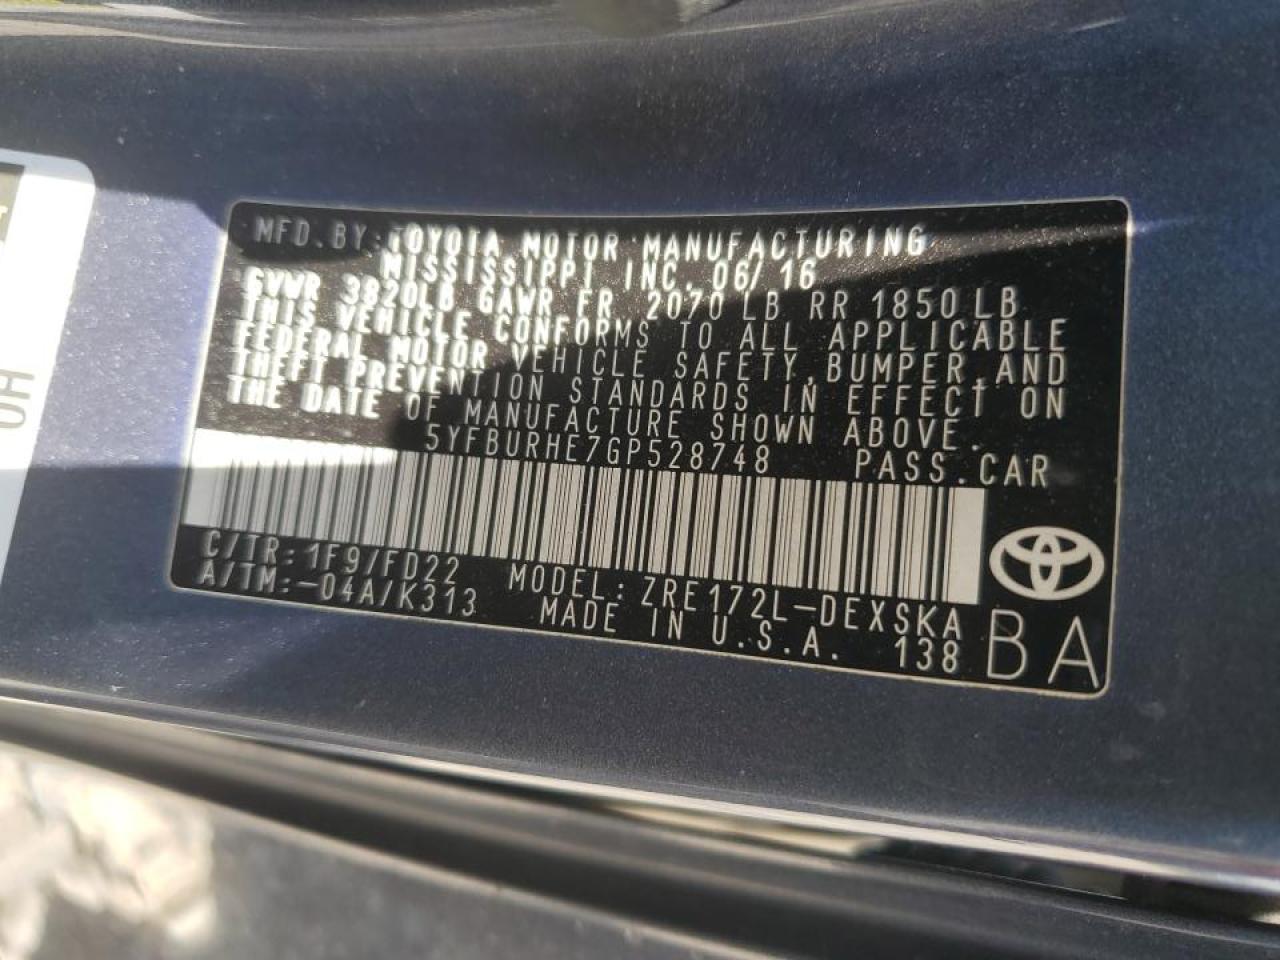 MFD.BY:TOYOTA MOTOR MANUFACTURING
MISSISSIPPI, INC. 06/16
GVWR 3820LB GAWR FR 2070 LB RR 1850 LB
THIS VEHICLE CONFORMS TO ALL APPLICABLE
FEDERAL MOTOR VEHICLE SAFETY, BUMPER, AND
THEFT PREVENTION STANDARDS IN EFFECT ON
THE DATE OF MANUFACTURE SHOWN ABOVE.
5YFBURHE7GP528748 PASS.CAR
C/TR:1F9/FD22 MODEL:ZRE172L-DEXSKA
A/TM:-04A/K313 MADE IN U.S.A. 138
BA